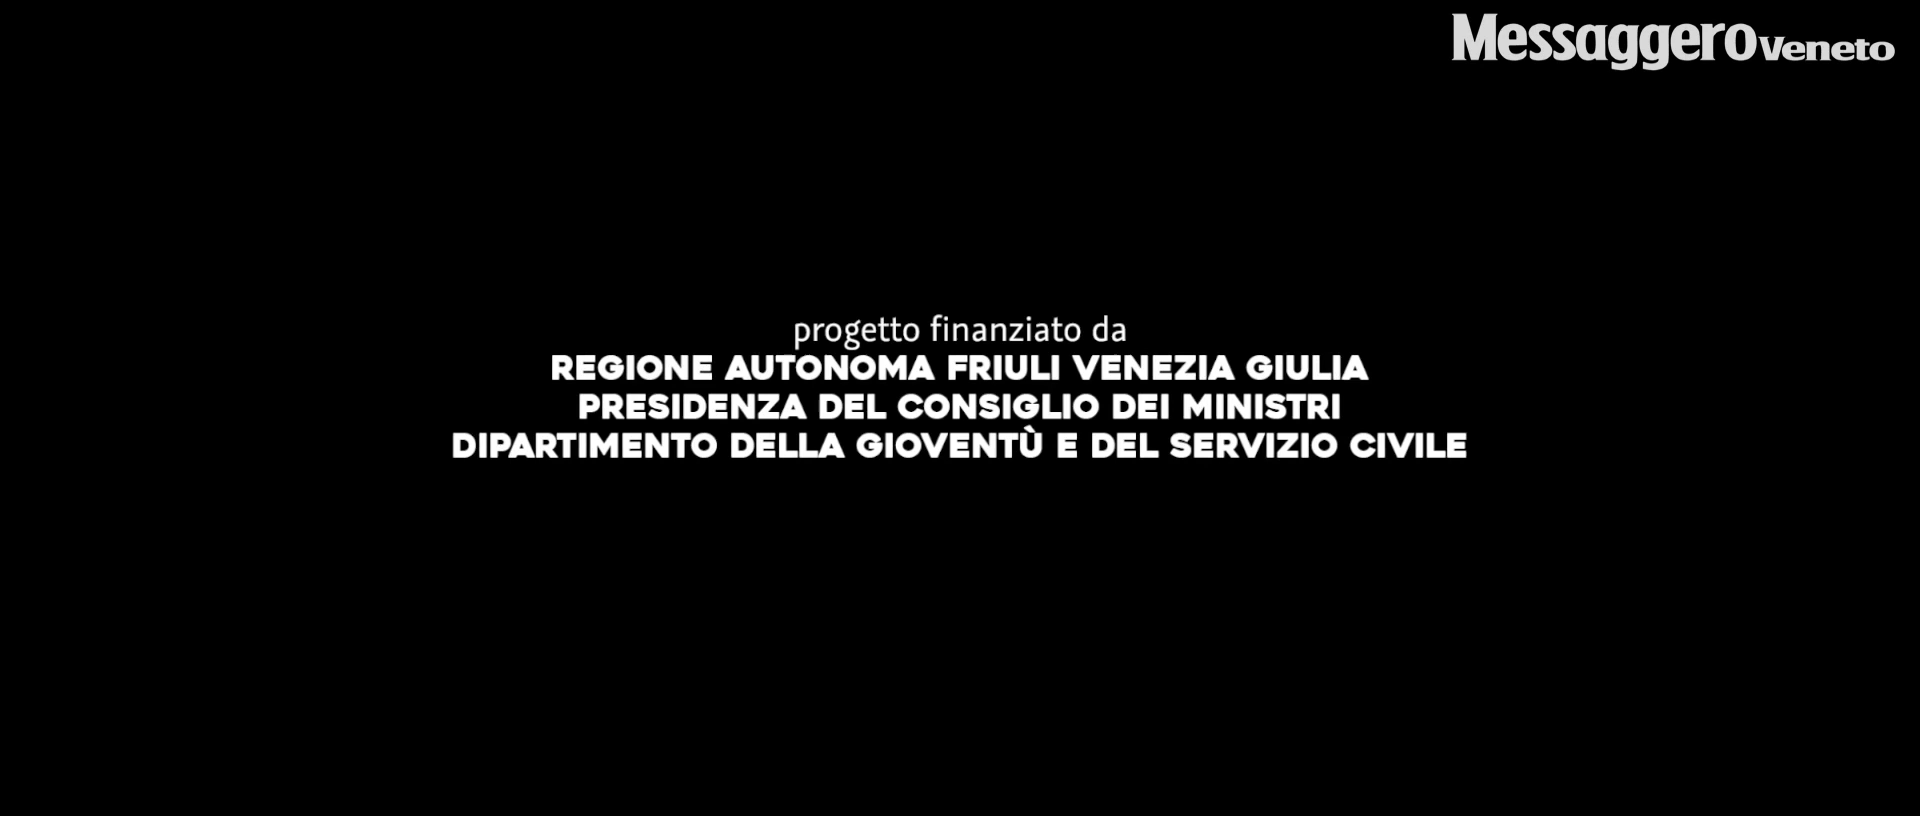 Messaggero Veneto
progetto finanziato da
REGIONE AUTONOMA FRIULI VENEZIA GIULIA
PRESIDENZA DEL CONSIGLIO DEI MINISTRI
DIPARTIMENTO DELLA GIOVENTÙ E DEL SERVIZIO CIVILE